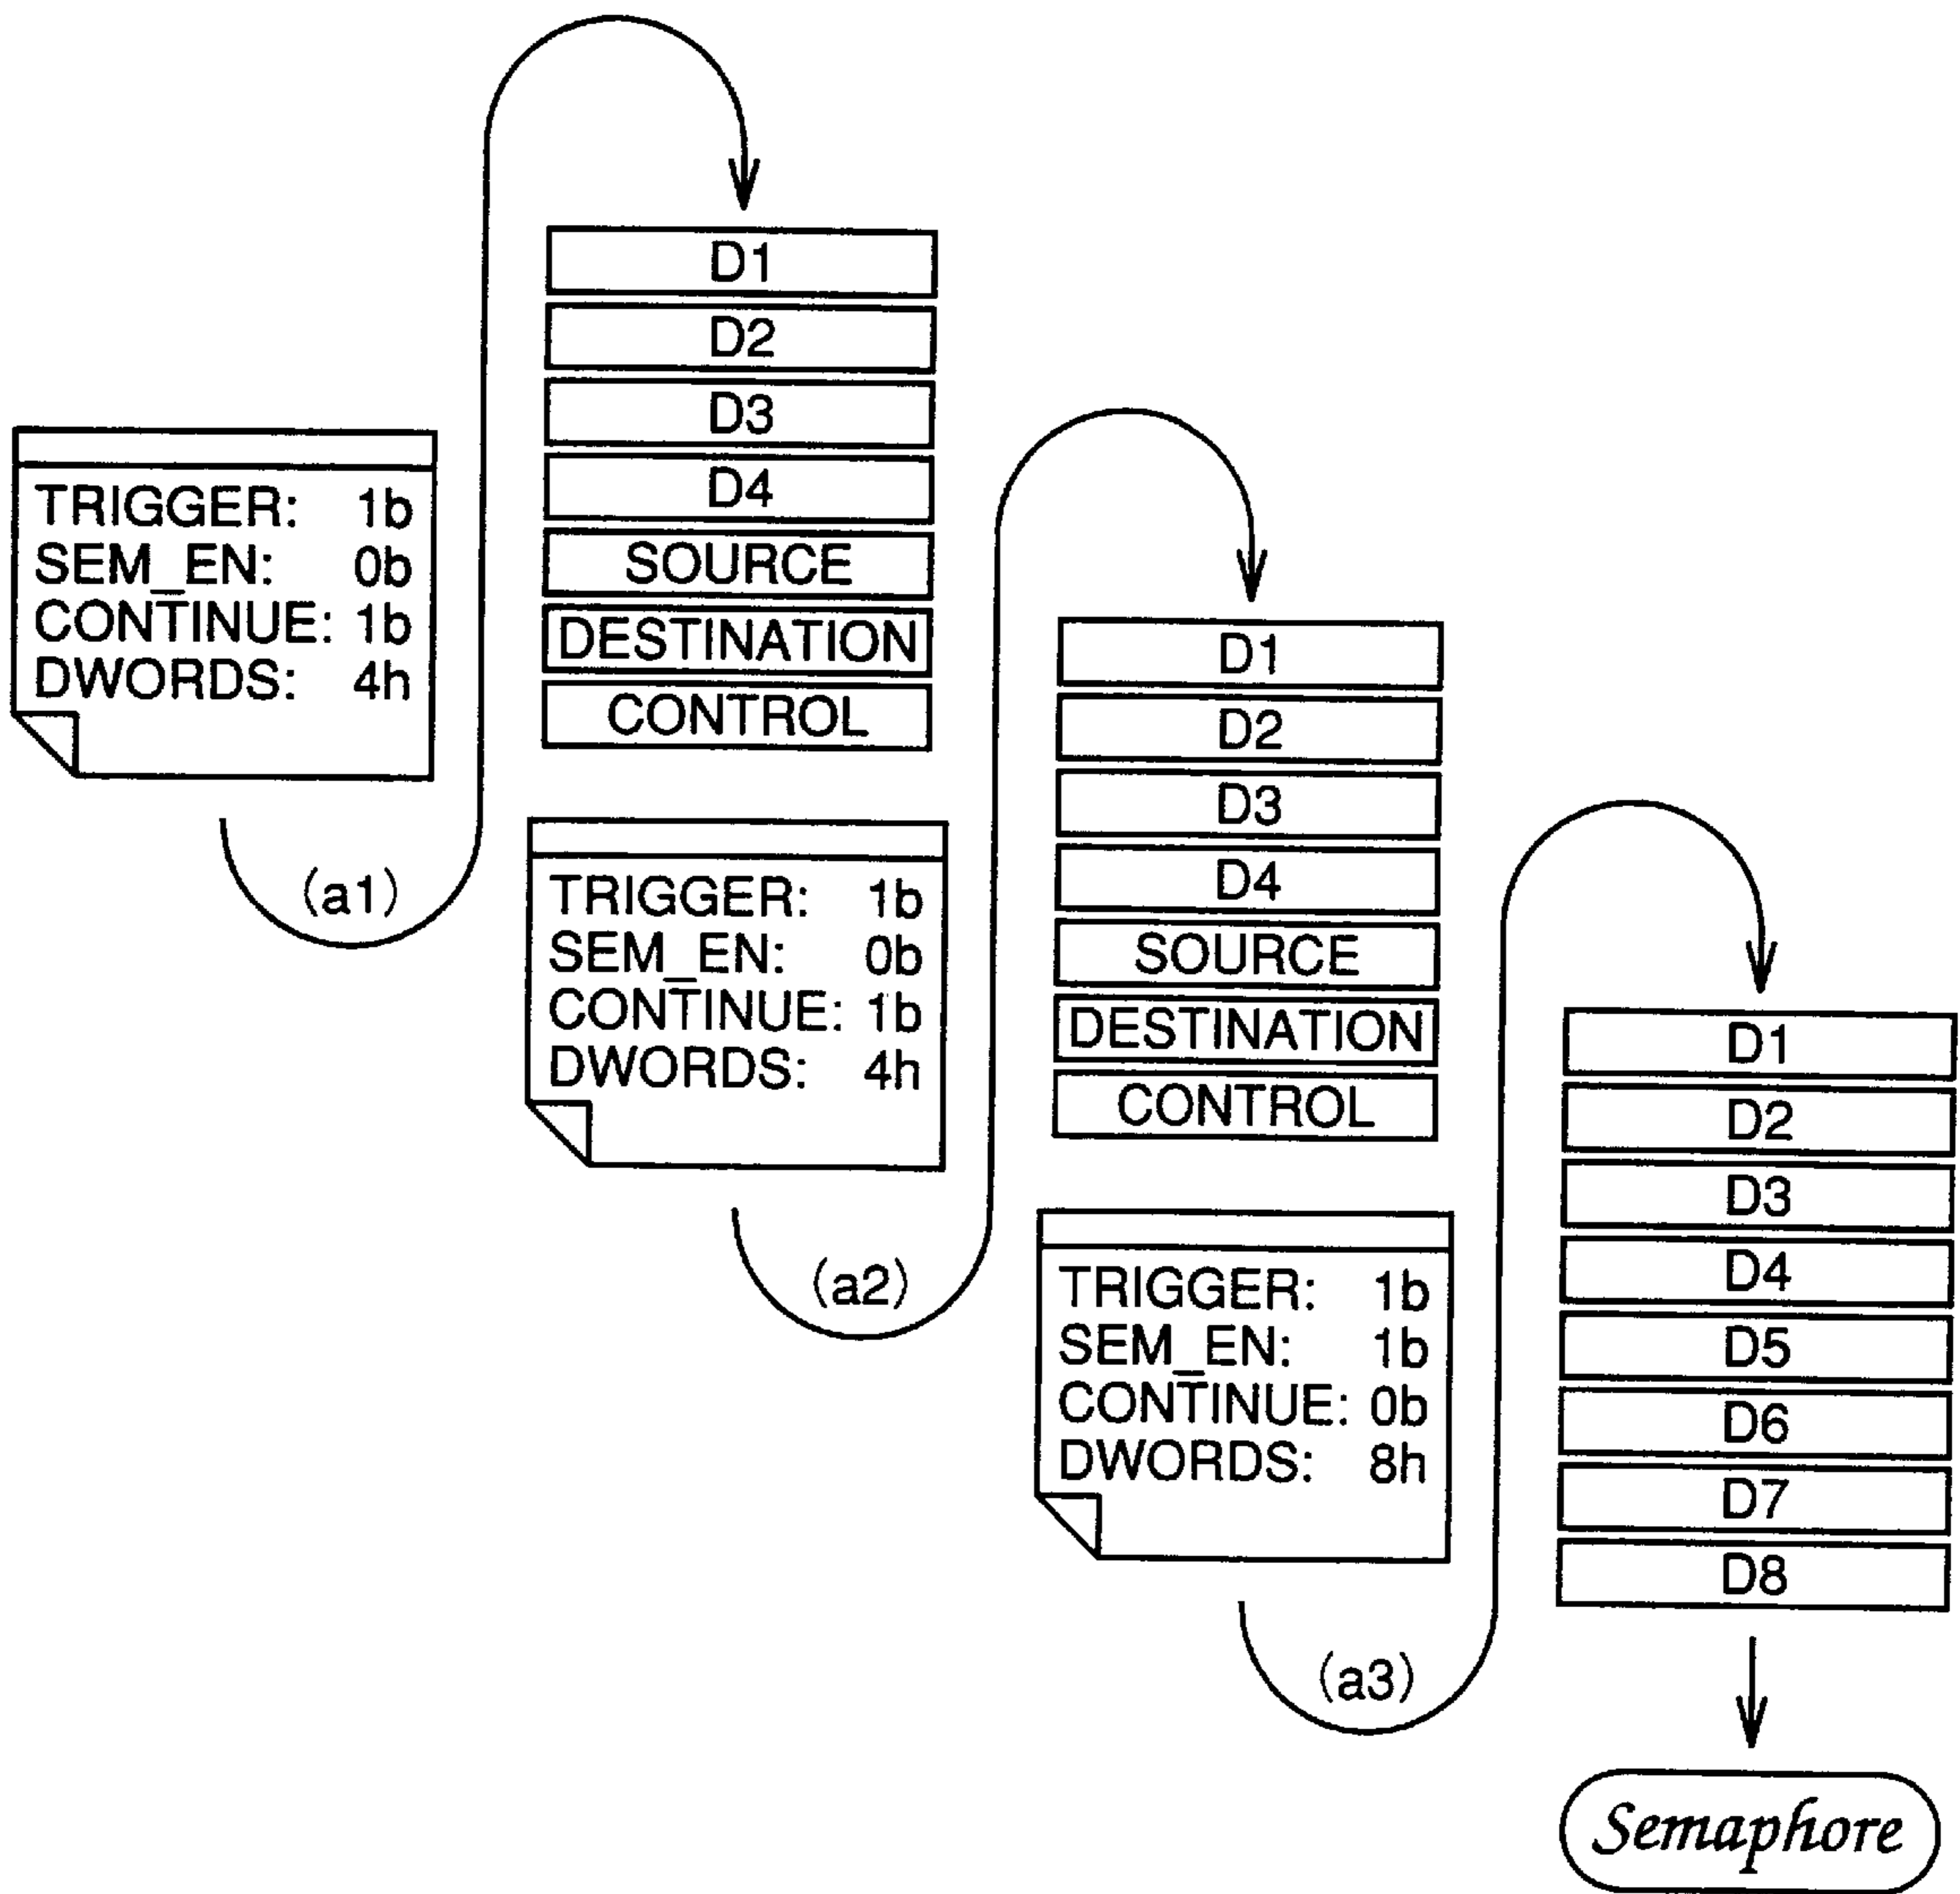 TRIGGER: 1b
SEM_EN: 0b
CONTINUE: 1b
DWORDS: 4h
(a1)
D1
D2
D3
D4
SOURCE
DESTINATION
CONTROL
TRIGGER: 1b
SEM_EN: 0b
CONTINUE: 1b
DWORDS: 4h
(a2)
D1
D2
D3
D4
SOURCE
DESTINATION
CONTROL
TRIGGER: 1b
SEM_EN: 1b
CONTINUE: 0b
DWORDS: 8h
(a3)
D1
D2
D3
D4
D5
D6
D7
D8
Semaphore